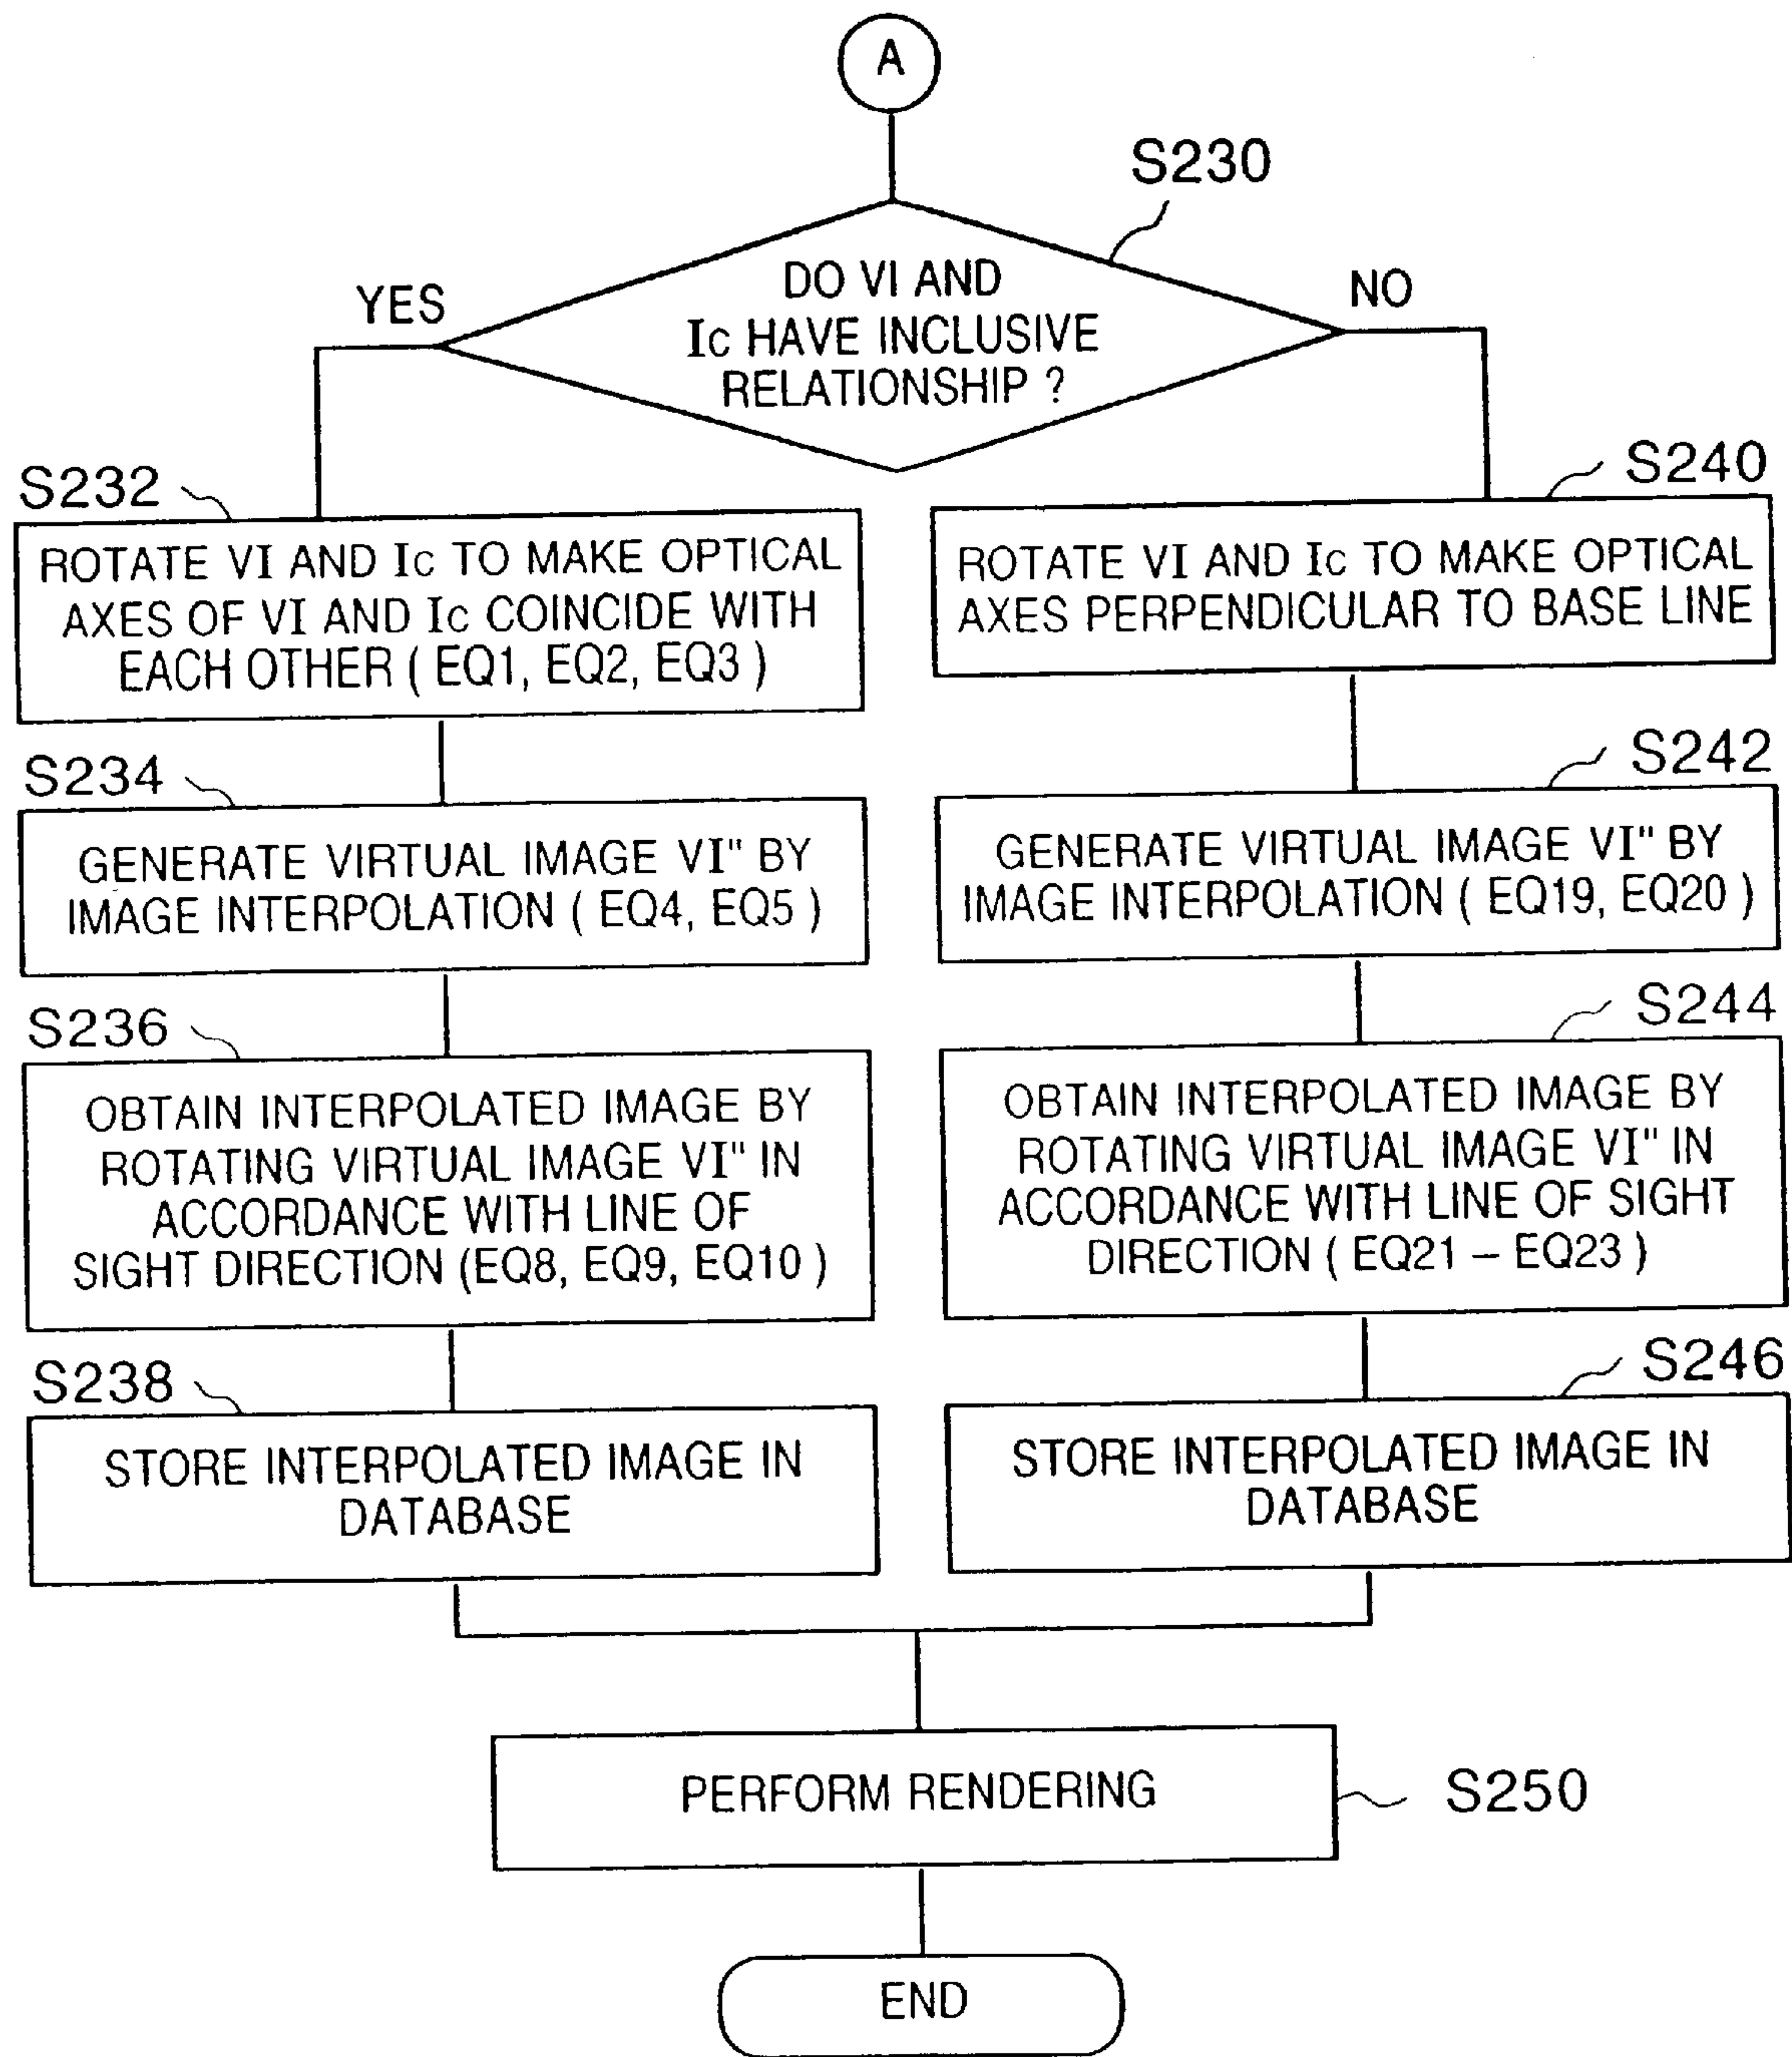 A
S230
DO VI AND
Ic HAVE INCLUSIVE
RELATIONSHIP ?
YES
NO
S232
ROTATE VI AND Ic TO MAKE OPTICAL
AXES OF VI AND Ic COINCIDE WITH
EACH OTHER ( EQ1, EQ2, EQ3 )
S234
GENERATE VIRTUAL IMAGE VI" BY
IMAGE INTERPOLATION ( EQ4, EQ5 )
S236
OBTAIN INTERPOLATED IMAGE BY
ROTATING VIRTUAL IMAGE VI" IN
ACCORDANCE WITH LINE OF
SIGHT DIRECTION (EQ8, EQ9, EQ10 )
S238
STORE INTERPOLATED IMAGE IN
DATABASE
S240
ROTATE VI AND Ic TO MAKE OPTICAL
AXES PERPENDICULAR TO BASE LINE
S242
GENERATE VIRTUAL IMAGE VI" BY
IMAGE INTERPOLATION ( EQ19, EQ20 )
S244
OBTAIN INTERPOLATED IMAGE BY
ROTATING VIRTUAL IMAGE VI" IN
ACCORDANCE WITH LINE OF SIGHT
DIRECTION ( EQ21 – EQ23 )
S246
STORE INTERPOLATED IMAGE IN
DATABASE
PERFORM RENDERING
S250
END